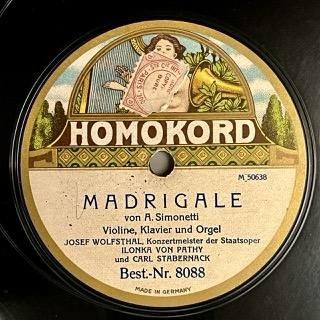 HOMOKORD
M. 50638
MADRIGALE
von A. Simonetti
Violine, Klavier und Orgel
JOSEF WOLFSTHAL, Konzertmeister der Staatsoper
ILONKA VON PATHY
und CARL STABERNACK
Best.-Nr. 8088
MADE IN GERMANY